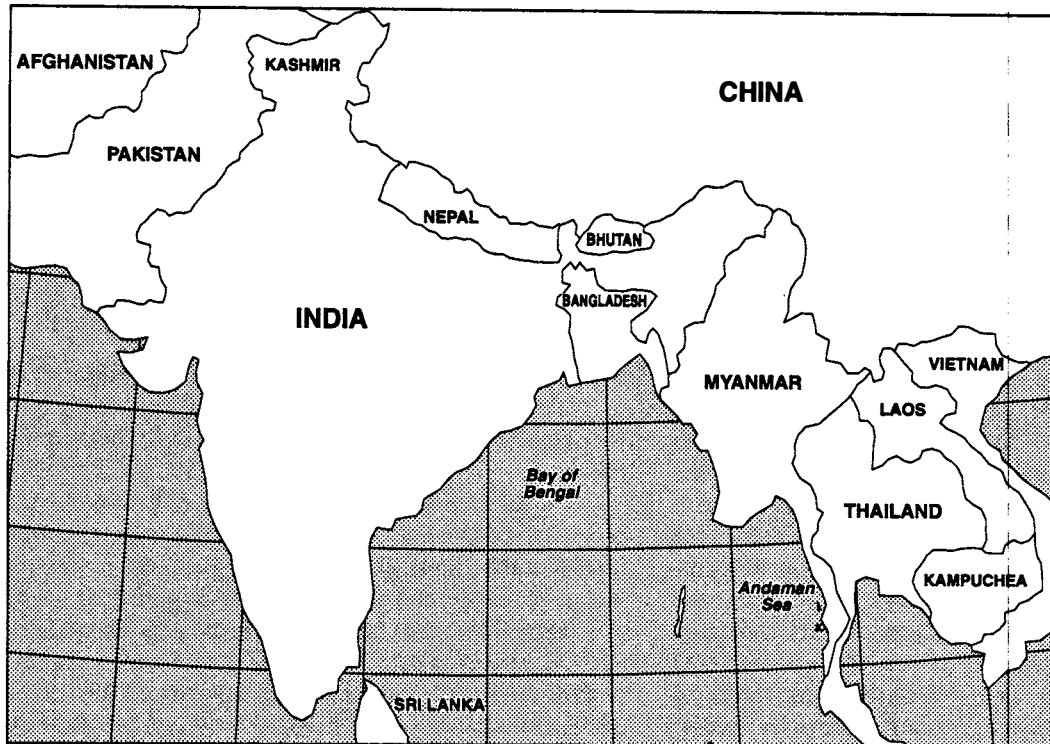 AFGHANISTAN
KASHMIR
CHINA
PAKISTAN
NEPAL
BHUTAN
BANGLADESH
INDIA
VIETNAM
MYANMAR
LAOS
Bay of
Bengal
THAILAND
KAMPUCHEA
Andaman
Sea
SRI LANKA